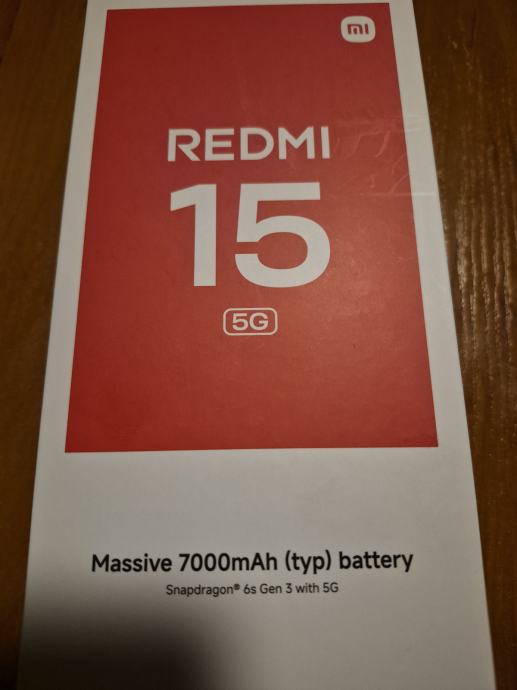 mi
REDMI
15
5G
Massive 7000mAh (typ) battery
Snapdragon® 6s Gen 3 with 5G